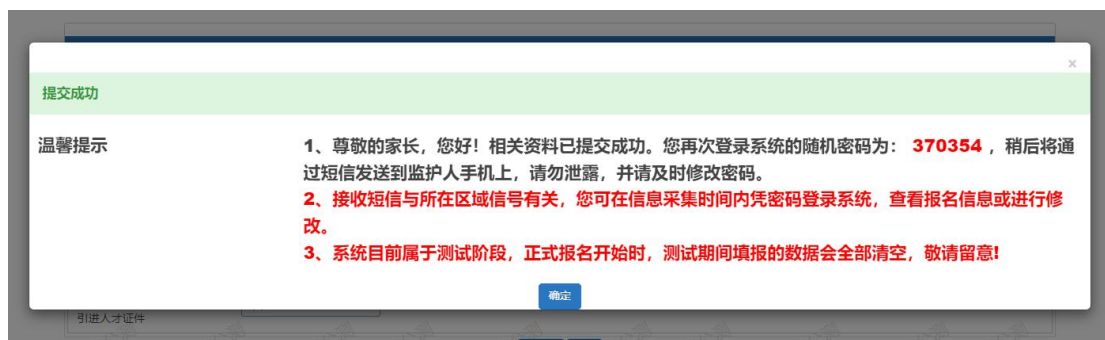 ×
提交成功
温馨提示
1、尊敬的家长，您好！相关资料已提交成功。您再次登录系统的随机密码为： 370354 ，稍后将通
过短信发送到监护人手机上，请勿泄露，并请及时修改密码。
2、接收短信与所在区域信号有关，您可在信息采集时间内凭密码登录系统，查看报名信息或进行修
改。
3、系统目前属于测试阶段，正式报名开始时，测试期间填报的数据会全部清空，敬请留意!
确定
引进人才证件